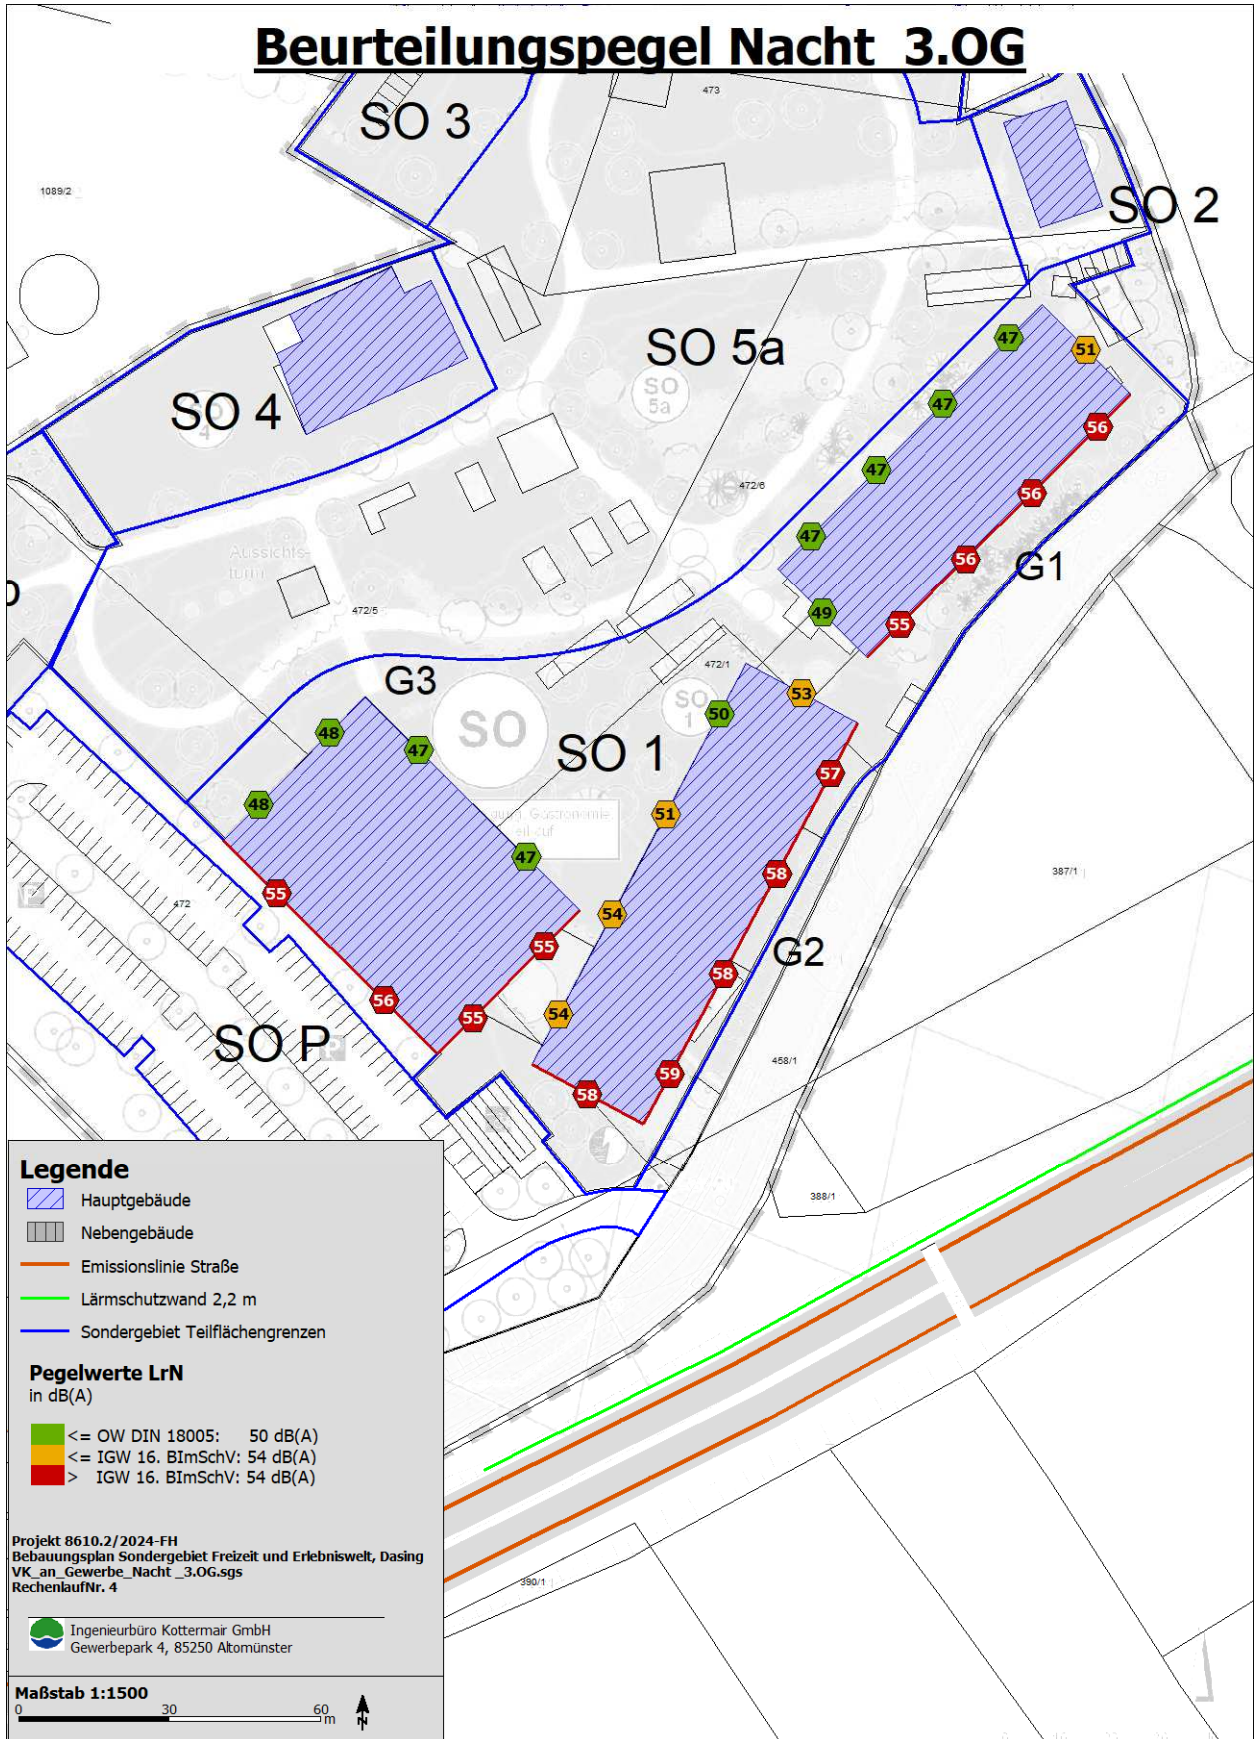 Beurteilungspegel Nacht 3.OG
SO 3
473
1089/2
SO 2
SO 5a
SO
5a
SO 4
4
47
51
47
56
47
472/6
56
47
56
G1
Aussichts-
turm
472/5
49
55
472/1
G3
SO
SO
1
SO 1
53
50
48
47
57
48
51
47
58
387/1
55
472
54
55
G2
58
56
55
54
SO P
P
P
458/1
59
58
388/1
390/1
Legende
Hauptgebäude
Nebengebäude
Emissionslinie Straße
Lärmschutzwand 2,2 m
Sondergebiet Teilflächengrenzen
Pegelwerte LrN
in dB(A)
<= OW DIN 18005: 50 dB(A)
<= IGW 16. BImSchV: 54 dB(A)
> IGW 16. BImSchV: 54 dB(A)
Projekt 8610.2/2024-FH
Bebauungsplan Sondergebiet Freizeit und Erlebniswelt, Dasing
VK_an_Gewerbe_Nacht _3.OG.sgs
RechenlaufNr. 4
Ingenieurbüro Kottermair GmbH
Gewerbepark 4, 85250 Altomünster
Maßstab 1:1500
0 30 60
m
N